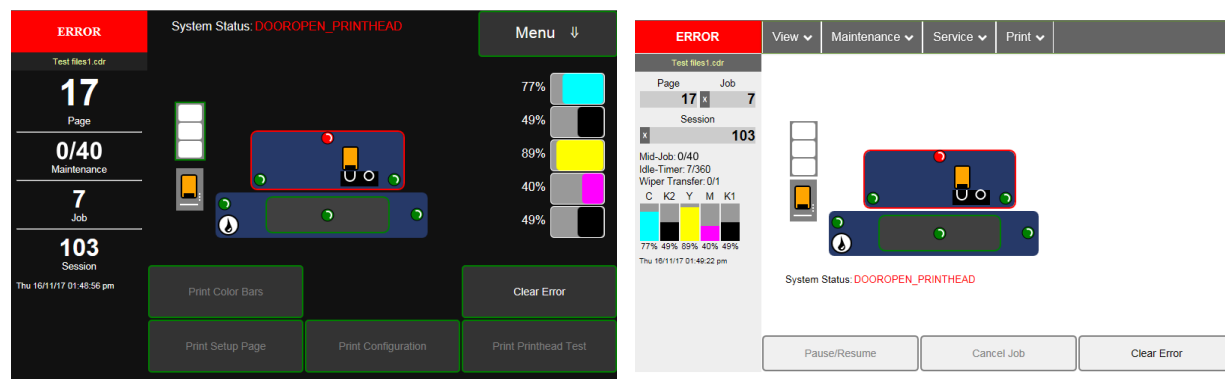 ERROR
Test files1.cdr
17
Page
0/40
Maintenance
7
Job
103
Session
Thu 16/11/17 01:48:56 pm
System Status: DOOROPEN_PRINTHEAD
Menu ⇓
77%
49%
89%
40%
49%
Print Color Bars
Clear Error
Print Setup Page
Print Configuration
Print Printhead Test
ERROR
View
Maintenance
Service
Print
Test files1.cdr
Page Job
17 x 7
Session
x 103
Mid-Job: 0/40
Idle-Timer: 7/360
Wiper Transfer: 0/1
C K2 Y M K1
77% 49% 89% 40% 49%
Thu 16/11/17 01:49:22 pm
System Status: DOOROPEN_PRINTHEAD
Pause/Resume
Cancel Job
Clear Error